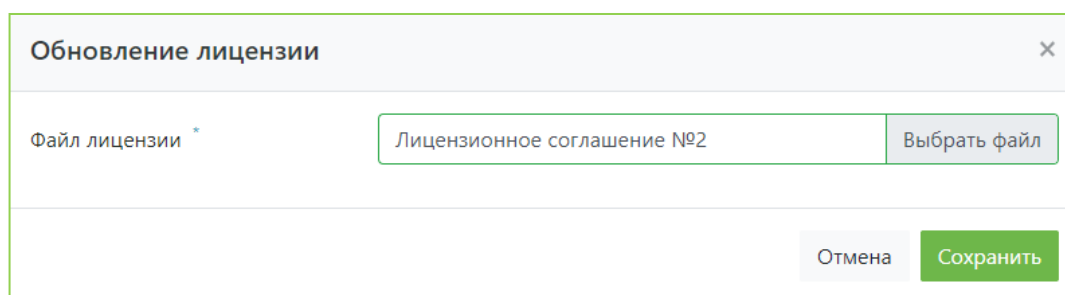 Обновление лицензии ×
Файл лицензии * Лицензионное соглашение №2 Выбрать файл
Отмена Сохранить